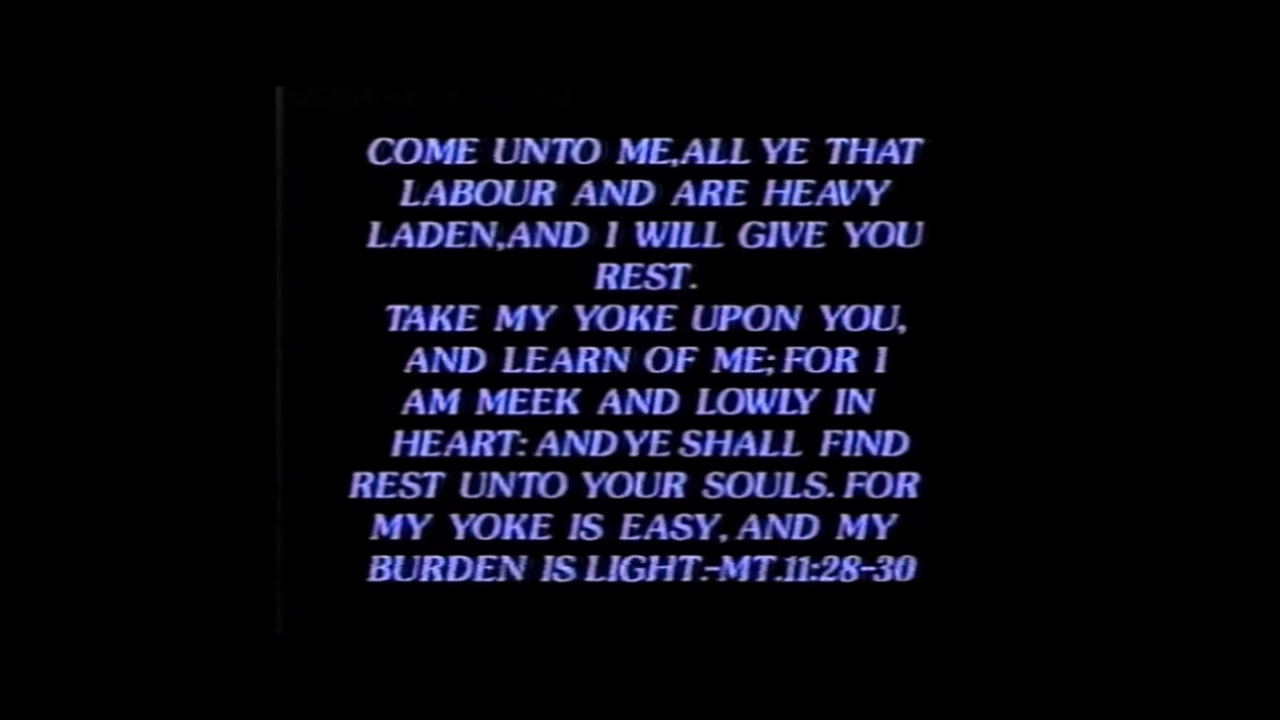 COME UNTO ME,ALL YE THAT
LABOUR AND ARE HEAVY
LADEN,AND I WILL GIVE YOU
REST.
TAKE MY YOKE UPON YOU,
AND LEARN OF ME; FOR I
AM MEEK AND LOWLY IN
HEART: AND YE SHALL FIND
REST UNTO YOUR SOULS. FOR
MY YOKE IS EASY, AND MY
BURDEN IS LIGHT.-MT.11:28-30